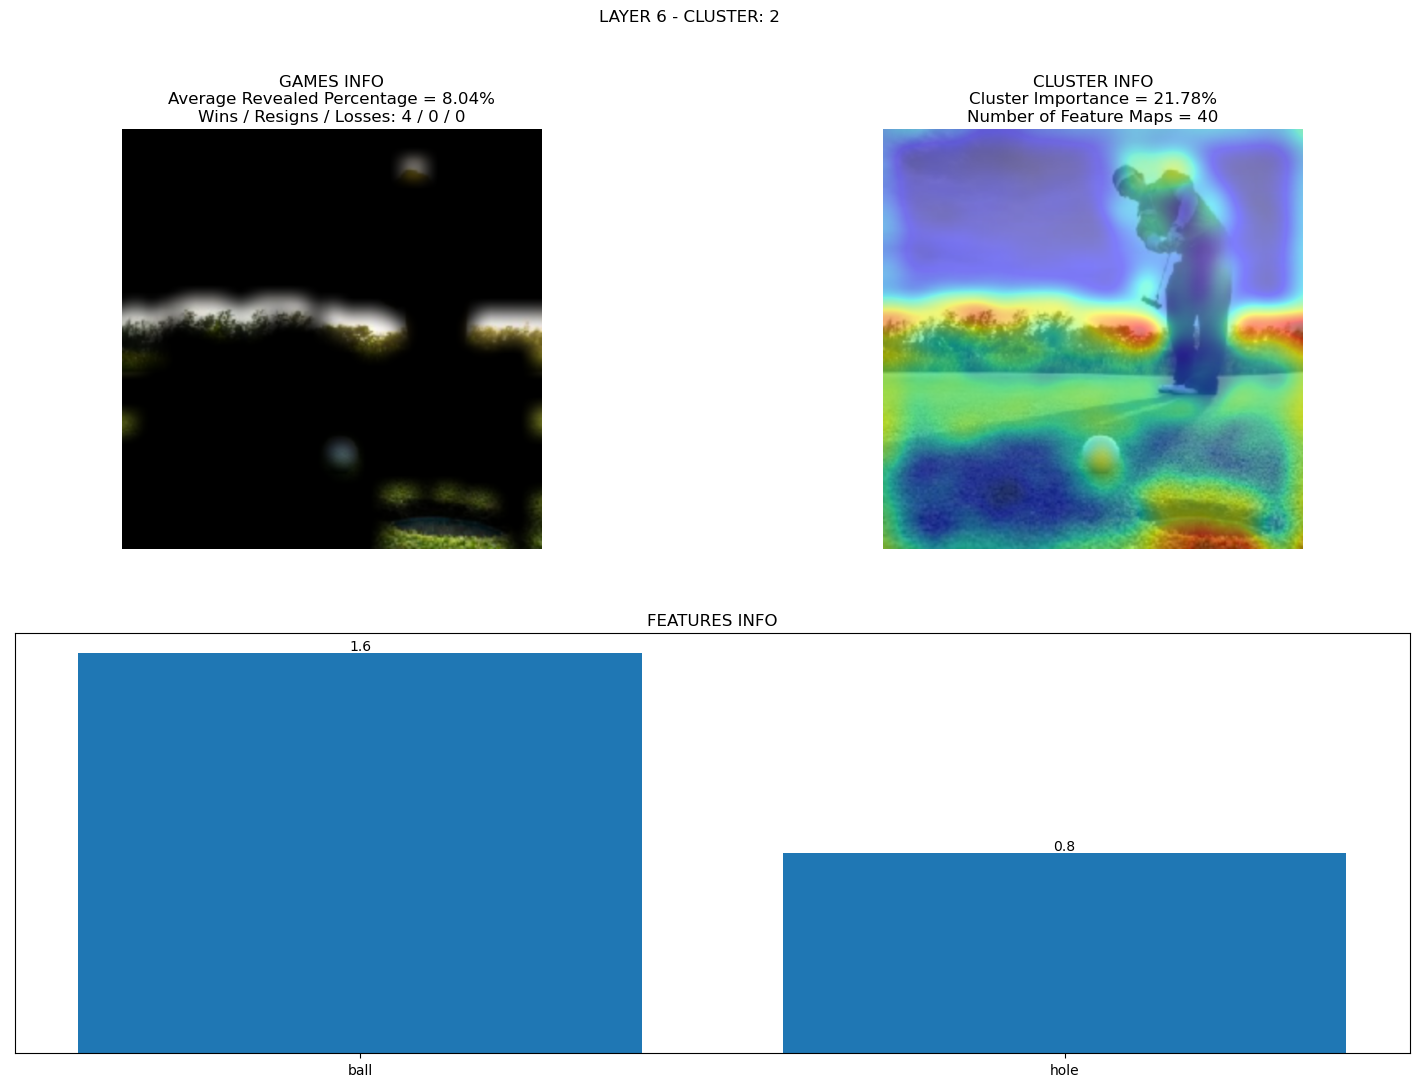 LAYER 6 - CLUSTER: 2
GAMES INFO
Average Revealed Percentage = 8.04%
Wins / Resigns / Losses: 4 / 0 / 0
CLUSTER INFO
Cluster Importance = 21.78%
Number of Feature Maps = 40
FEATURES INFO
1.6
0.8
ball
hole